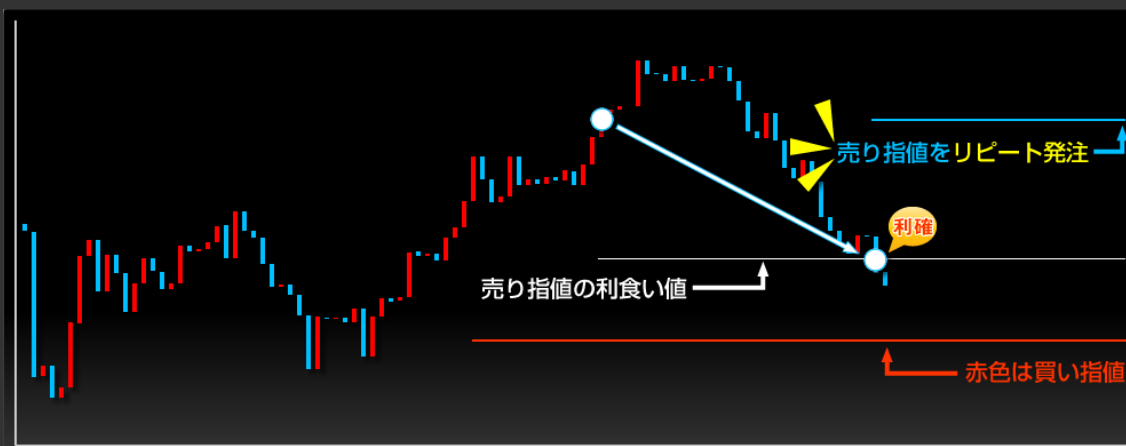 売り指値をリピート発注
利確
売り指値の利食い値
赤色は買い指値